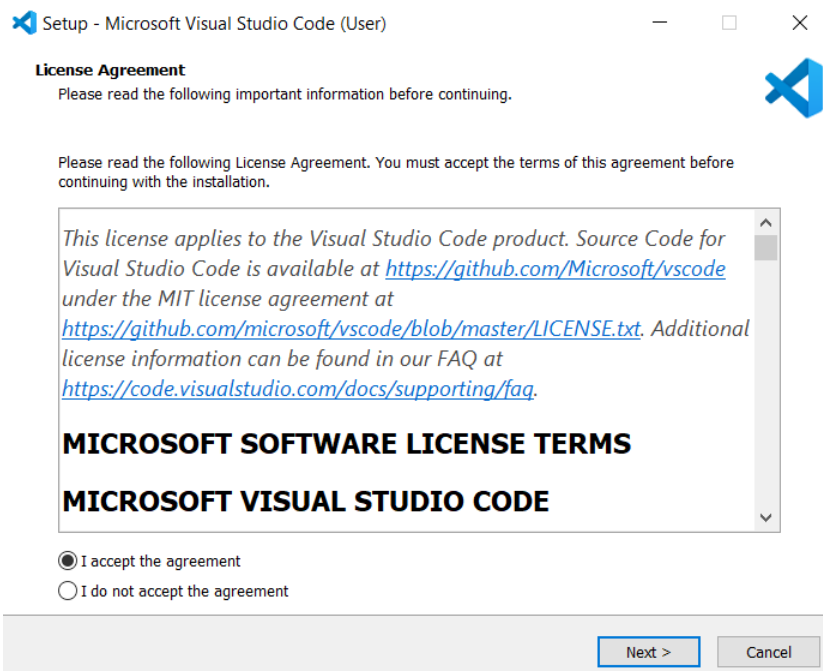 Setup - Microsoft Visual Studio Code (User)
License Agreement
Please read the following important information before continuing.
Please read the following License Agreement. You must accept the terms of this agreement before
continuing with the installation.
This license applies to the Visual Studio Code product. Source Code for
Visual Studio Code is available at https://github.com/Microsoft/vscode
under the MIT license agreement at
https://github.com/microsoft/vscode/blob/master/LICENSE.txt. Additional
license information can be found in our FAQ at
https://code.visualstudio.com/docs/supporting/faq.
MICROSOFT SOFTWARE LICENSE TERMS
MICROSOFT VISUAL STUDIO CODE
I accept the agreement
I do not accept the agreement
Next >
Cancel